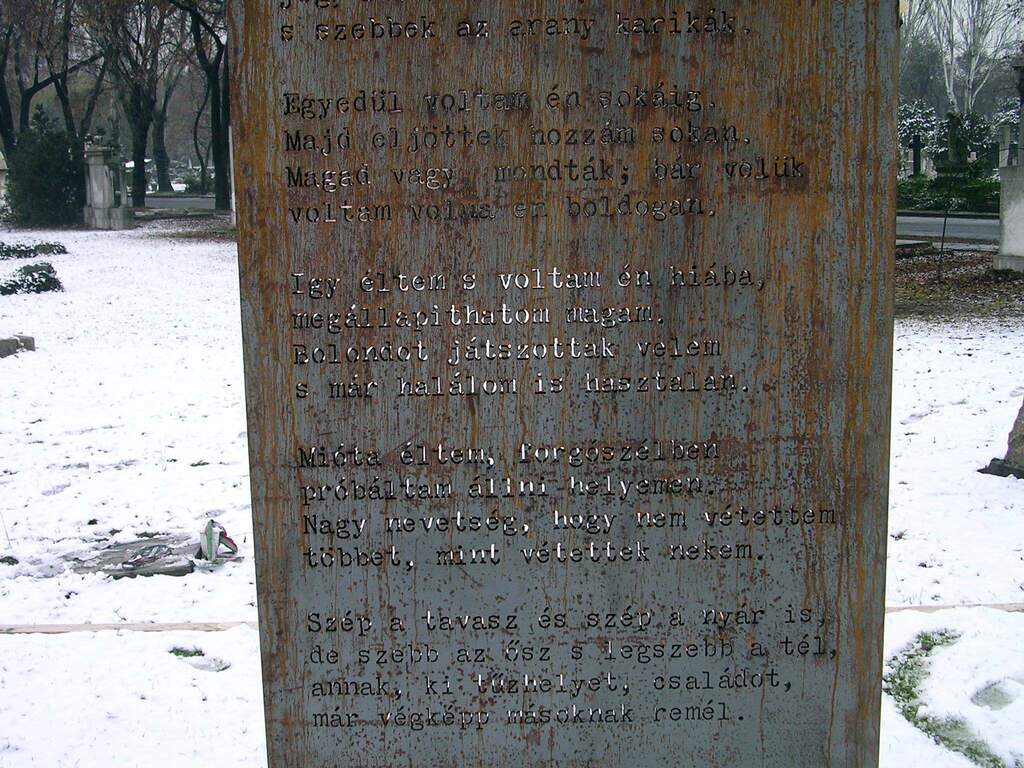 s szebbek az arany karikák.
Egyedül voltam én sokáig.
Majd eljöttek hozzám sokan.
Magad vagy, mondták; bár velük
voltam volna én boldogan.
Igy éltem s voltam én hiába,
megállapithatom magam.
Bolondot játszottak velem
s már halálom is hasztalan.
Mióta éltem, forgószélben
próbáltam állni helyemen.
Nagy nevetség, hogy nem vétettem
többet, mint vétettek nekem.
Szép a tavasz és szép a nyár is,
de szebb az ősz s legszebb a tél,
annak, ki tűzhelyet, családot,
már végképp másoknak remél.